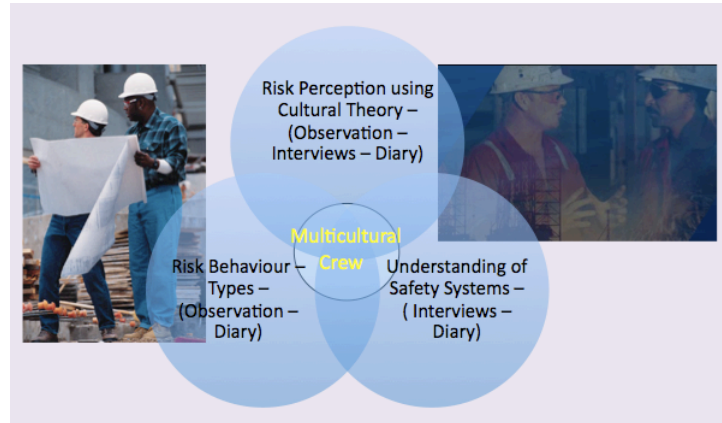 Risk Perception using
Cultural Theory –
(Observation –
Interviews – Diary)
Multicultural
Crew
Risk Behaviour –
Types –
(Observation –
Diary)
Understanding of
Safety Systems –
( Interviews –
Diary)